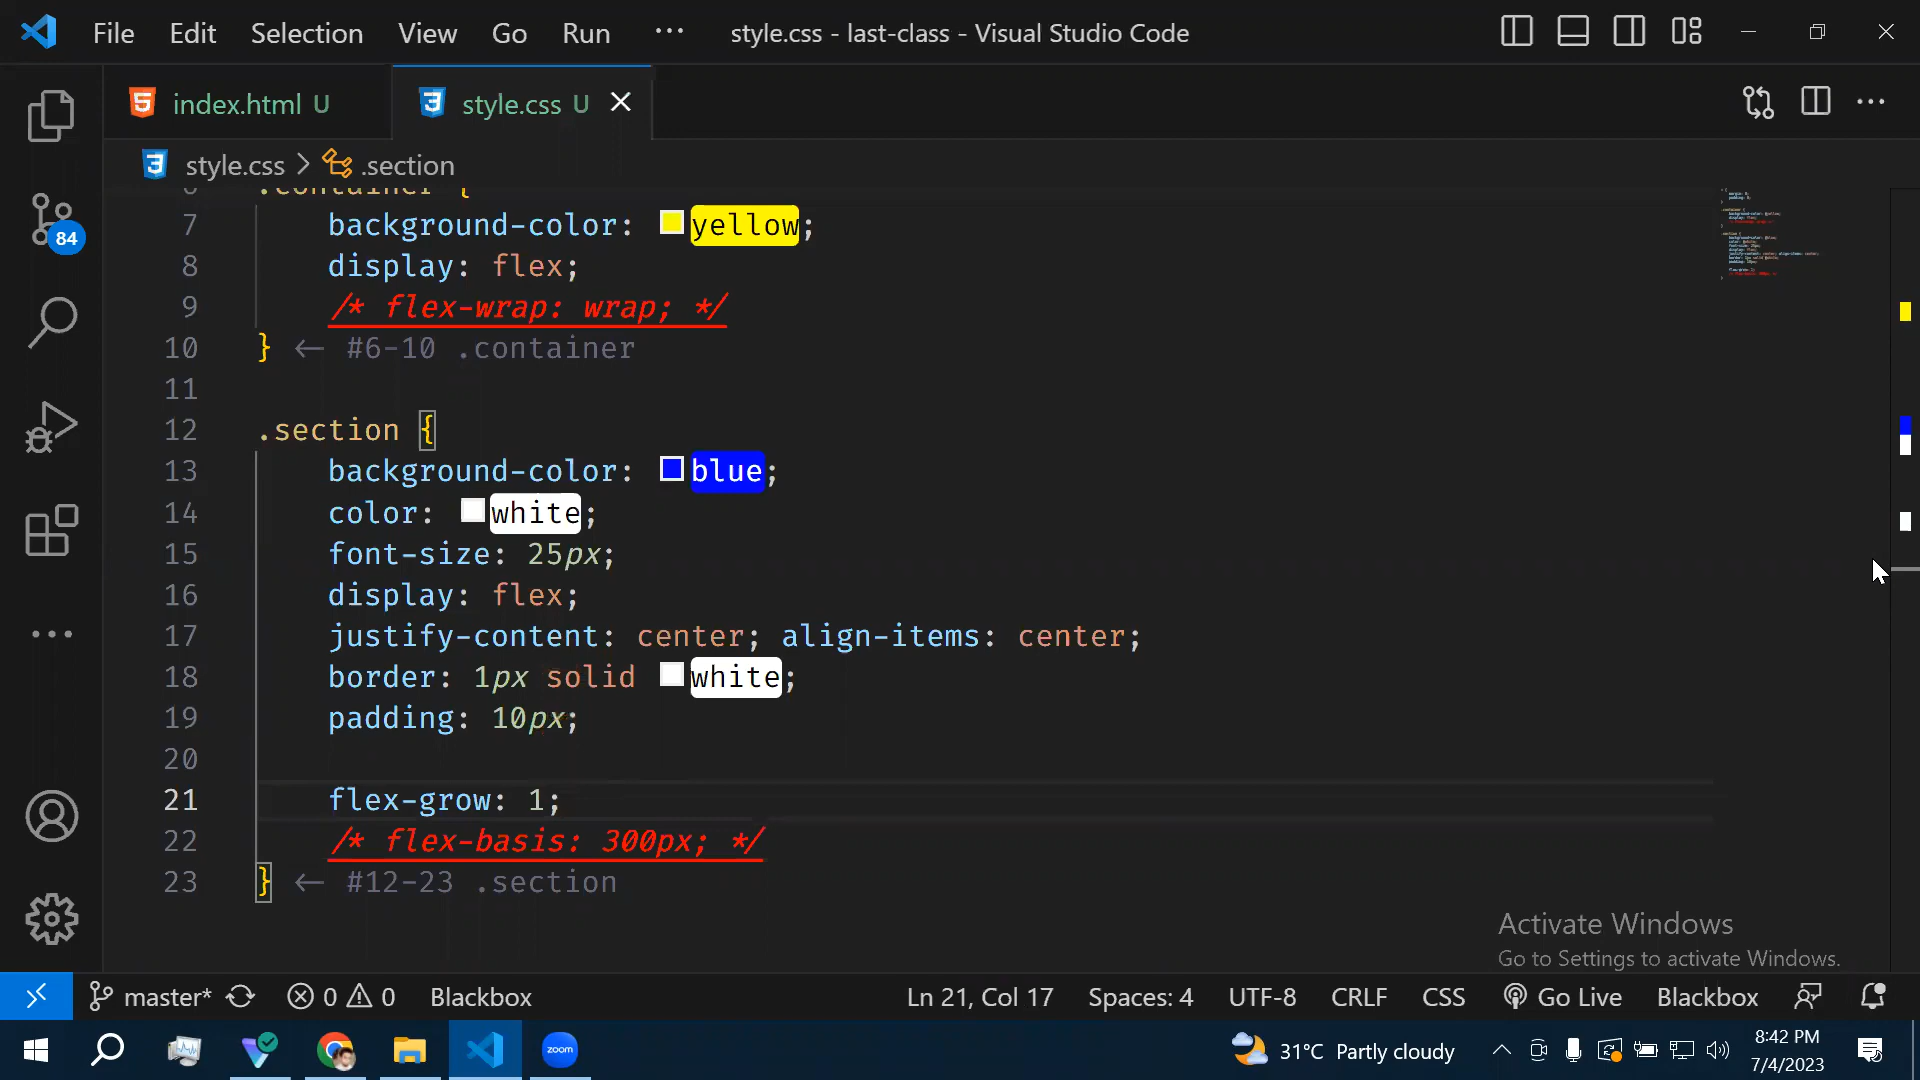 File Edit Selection View Go Run ··· style.css - last-class - Visual Studio Code
index.html U style.css U
style.css > .section
6 .container {
7 background-color: yellow;
8 display: flex;
9 /* flex-wrap: wrap; */
10 } <- #6-10 .container
11
12 .section {
13 background-color: blue;
14 color: white;
15 font-size: 25px;
16 display: flex;
17 justify-content: center; align-items: center;
18 border: 1px solid white;
19 padding: 10px;
20
21 flex-grow: 1;
22 /* flex-basis: 300px; */
23 } <- #12-23 .section
84
Activate Windows
Go to Settings to activate Windows.
master* 0 0 Blackbox Ln 21, Col 17 Spaces: 4 UTF-8 CRLF CSS Go Live Blackbox
zoom 31°C Partly cloudy 8:42 PM
7/4/2023